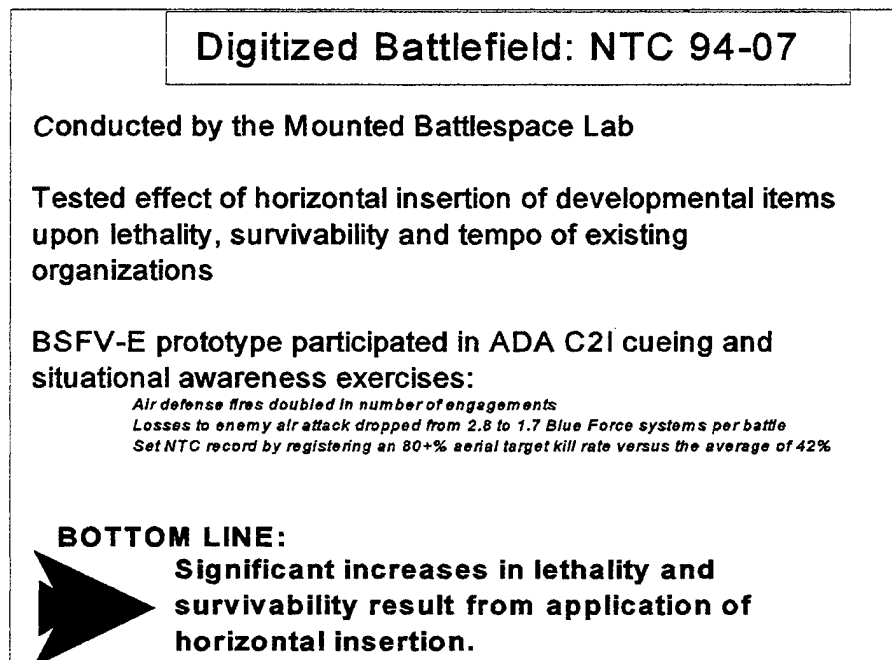 Digitized Battlefield: NTC 94-07
Conducted by the Mounted Battlespace Lab
Tested effect of horizontal insertion of developmental items
upon lethality, survivability and tempo of existing
organizations
BSFV-E prototype participated in ADA C2I cueing and
situational awareness exercises:
Air defense fires doubled in number of engagements
Losses to enemy air attack dropped from 2.8 to 1.7 Blue Force systems per battle
Set NTC record by registering an 80+% aerial target kill rate versus the average of 42%
BOTTOM LINE:
Significant increases in lethality and
survivability result from application of
horizontal insertion.